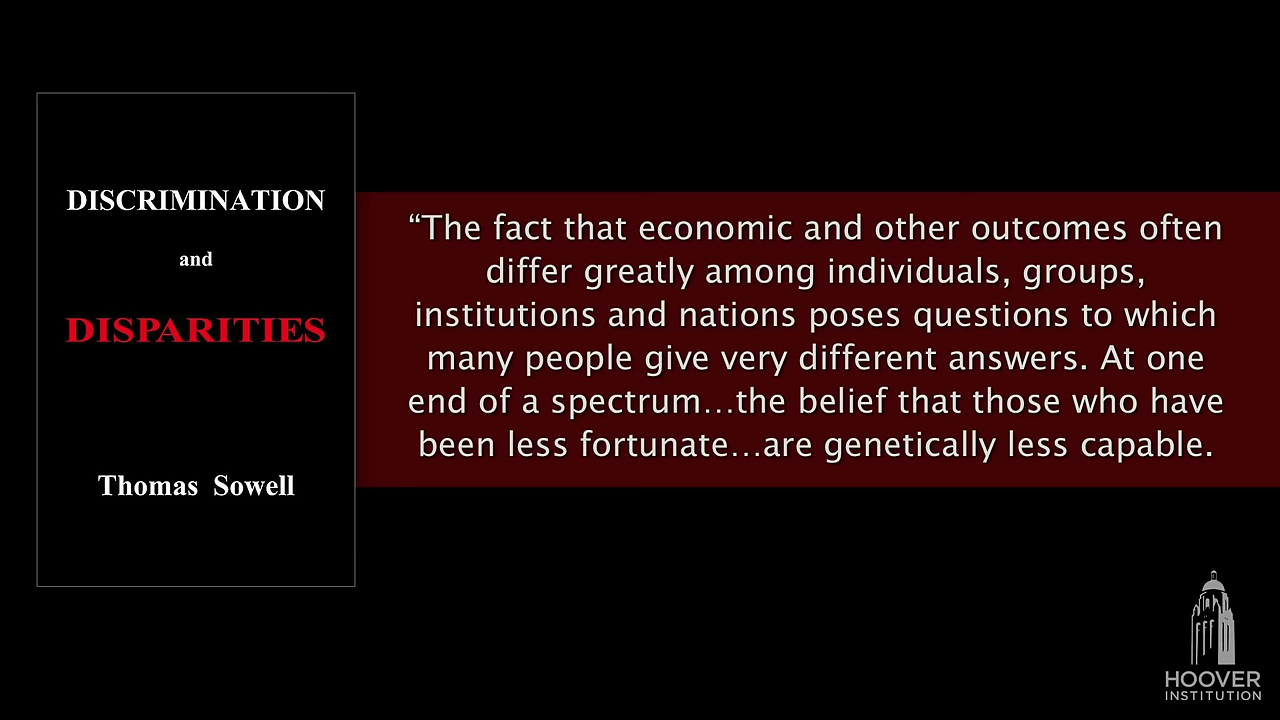 DISCRIMINATION
and
DISPARITIES
Thomas Sowell
“The fact that economic and other outcomes often
differ greatly among individuals, groups,
institutions and nations poses questions to which
many people give very different answers. At one
end of a spectrum…the belief that those who have
been less fortunate…are genetically less capable.
HOOVER
INSTITUTION